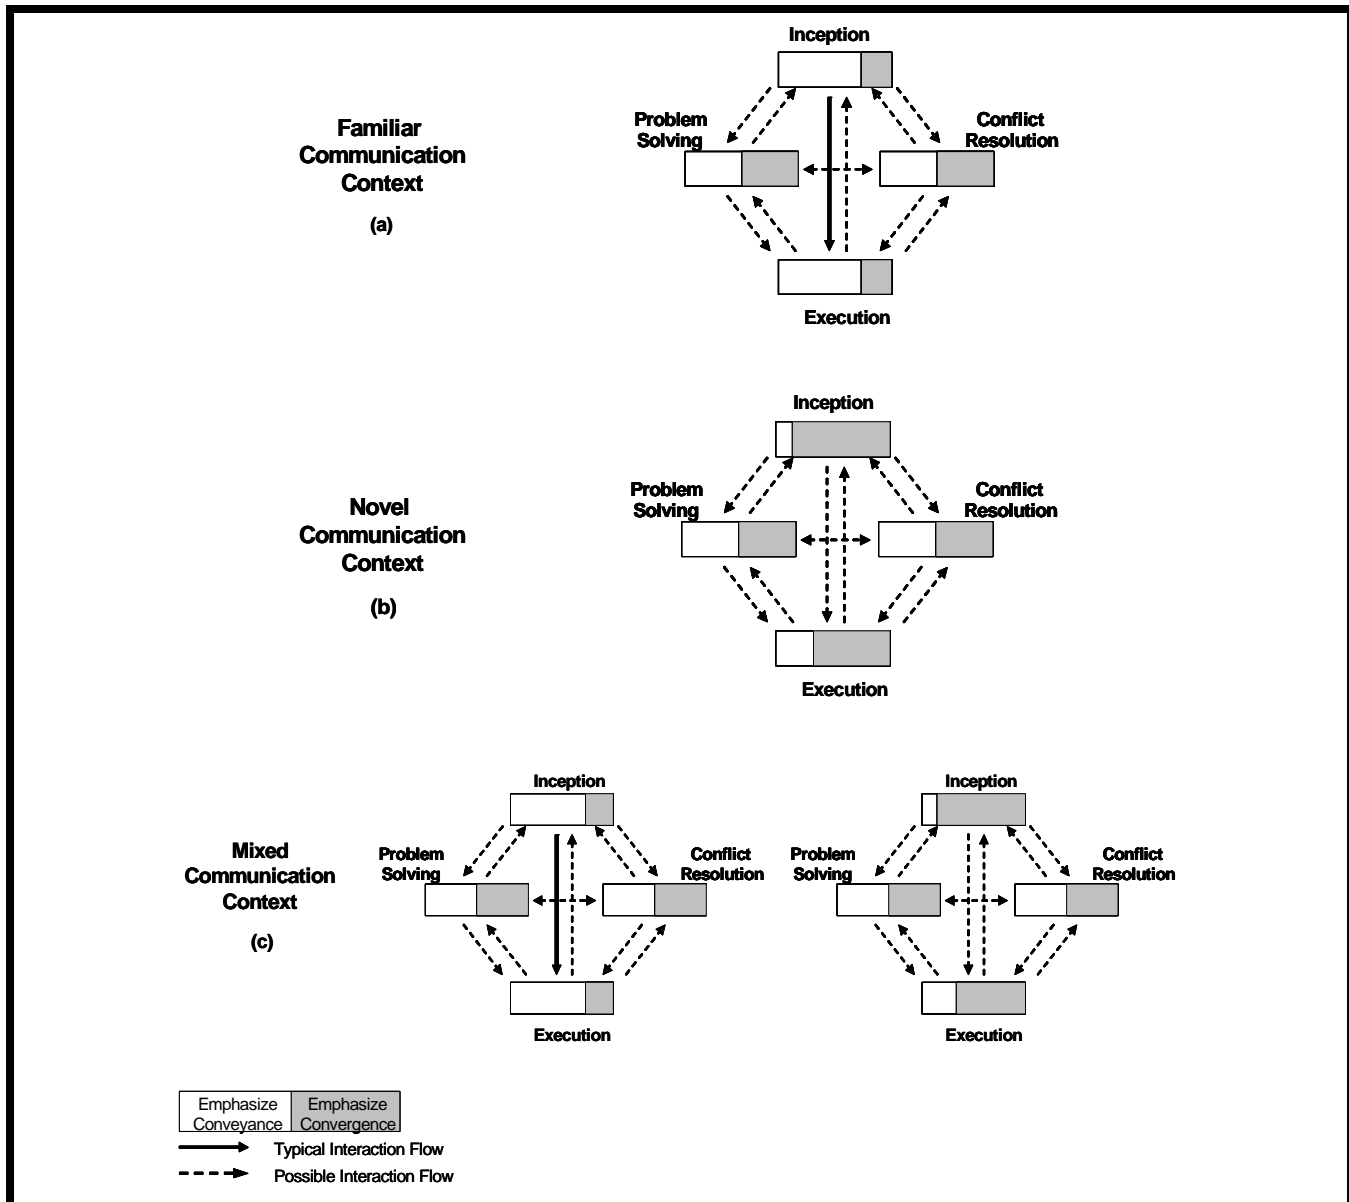 Inception
Familiar
Communication
Context
(a)
Problem
Solving
Conflict
Resolution
Execution
Inception
Novel
Communication
Context
(b)
Problem
Solving
Conflict
Resolution
Execution
Mixed
Communication
Context
(c)
Inception
Problem
Solving
Conflict
Resolution
Execution
Inception
Problem
Solving
Conflict
Resolution
Execution
Emphasize
Conveyance
Emphasize
Convergence
Typical Interaction Flow
Possible Interaction Flow